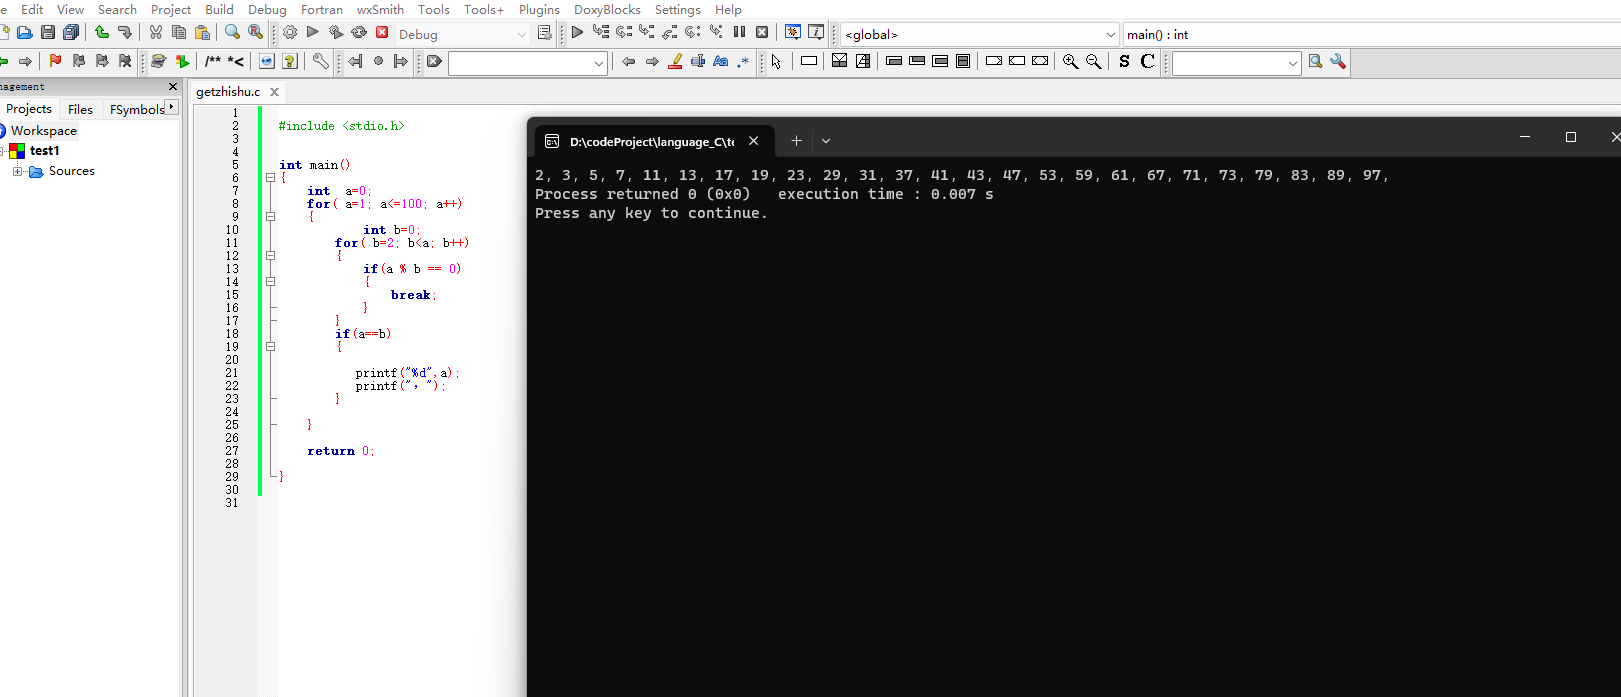 Edit View Search Project Build Debug Fortran wxSmith Tools Tools+ Plugins DoxyBlocks Settings Help
Debug
<global>
main() : int
/** *<
Aa .*
S C
nagement
Projects Files FSymbols
Workspace
test1
Sources
getzhishu.c
1
2 #include <stdio.h>
3
4
5 int main()
6 {
7 int  a=0;
8 for( a=1; a<=100; a++)
9 {
10 int b=0;
11 for( b=2; b<a; b++)
12 {
13 if(a % b == 0)
14 {
15 break;
16 }
17 }
18 if(a==b)
19 {
20
21 printf("%d",a);
22 printf(", ");
23 }
24
25 }
26
27 return 0;
28
29 }
30
31
D:\codeProject\language_C\te
2, 3, 5, 7, 11, 13, 17, 19, 23, 29, 31, 37, 41, 43, 47, 53, 59, 61, 67, 71, 73, 79, 83, 89, 97,
Process returned 0 (0x0)   execution time : 0.007 s
Press any key to continue.